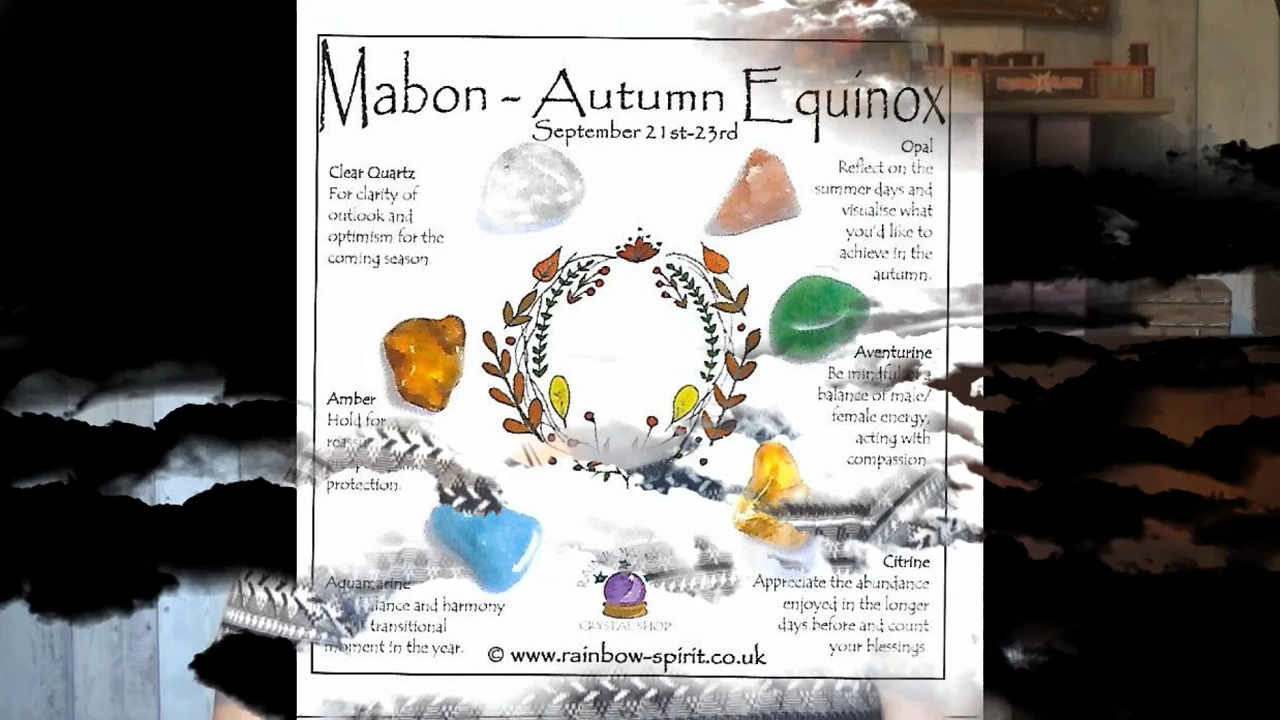 Mabon - Autumn Equinox
September 21st-23rd
Clear Quartz
For clarity of
outlook and
optimism for the
coming season.
Opal
Reflect on the
summer days and
visualise what
you'd like to
achieve in the
autumn.
Amber
Hold for
protection.
Aventurine
Be mindful of a
balance of male/
female energy,
acting with
compassion.
Aquamarine
balance and harmony
transitional
moment in the year.
Citrine
Appreciate the abundance
enjoyed in the longer
days before and count
your blessings.
CRYSTAL SHOP
© www.rainbow-spirit.co.uk